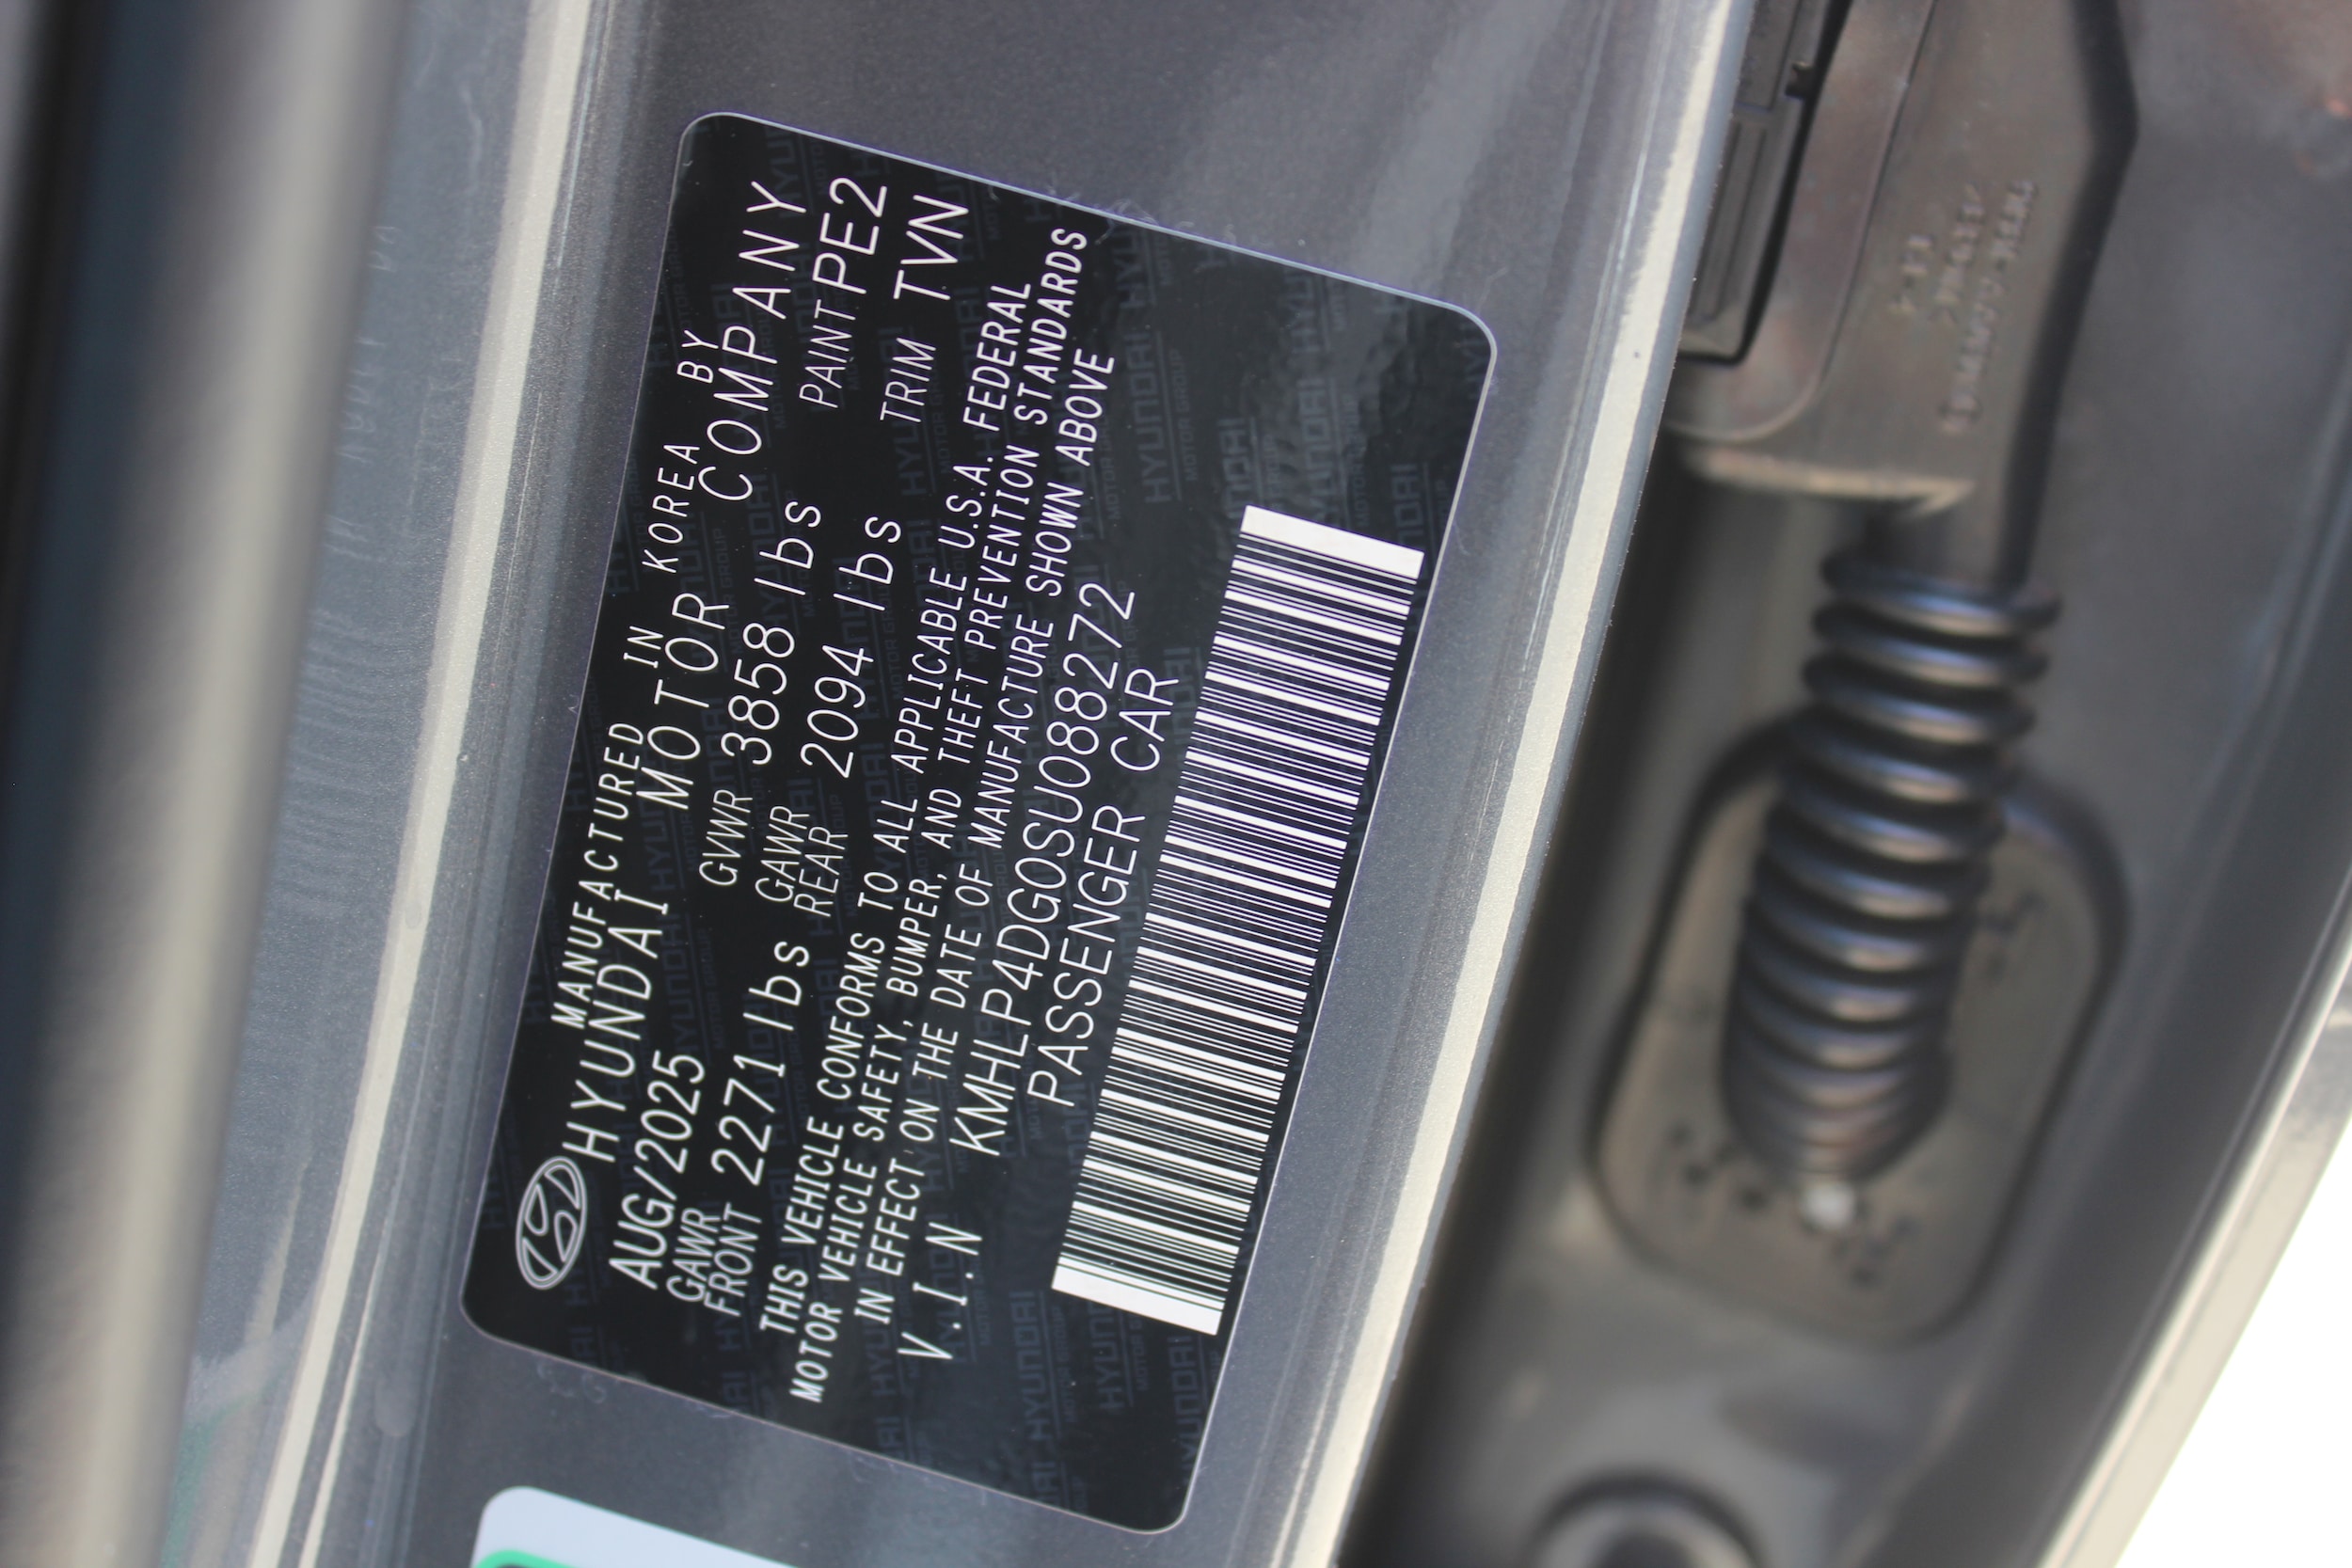 MANUFACTURED IN KOREA BY
HYUNDAI MOTOR COMPANY
AUG/2025 GVWR 3858 lbs PAINT PE2
GAWR FRONT 2271 lbs GAWR REAR 2094 lbs TRIM TVN
THIS VEHICLE CONFORMS TO ALL APPLICABLE U.S.A. FEDERAL
MOTOR VEHICLE SAFETY, BUMPER, AND THEFT PREVENTION STANDARDS
IN EFFECT ON THE DATE OF MANUFACTURE SHOWN ABOVE
V.I.N KMHLP4DG0SU088272
PASSENGER CAR